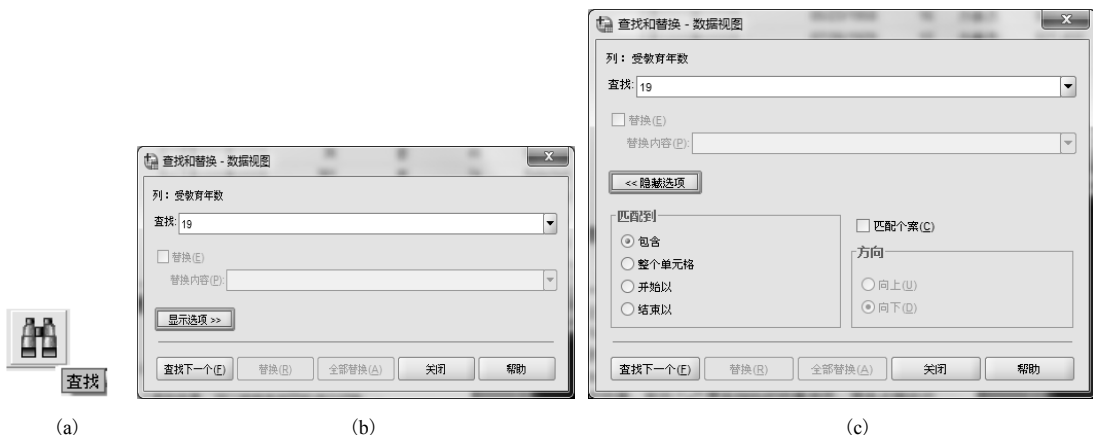 查找
(a)
查找和替换 - 数据视图
列：受教育年数
查找: 19
替换(E)
替换内容(P):
显示选项 >>
查找下一个(F) 替换(R) 全部替换(A) 关闭 帮助
(b)
查找和替换 - 数据视图
列：受教育年数
查找: 19
替换(E)
替换内容(P):
<< 隐藏选项
匹配到
包含
整个单元格
开始以
结束以
匹配个案(C)
方向
向上(U)
向下(D)
查找下一个(F) 替换(R) 全部替换(A) 关闭 帮助
(c)